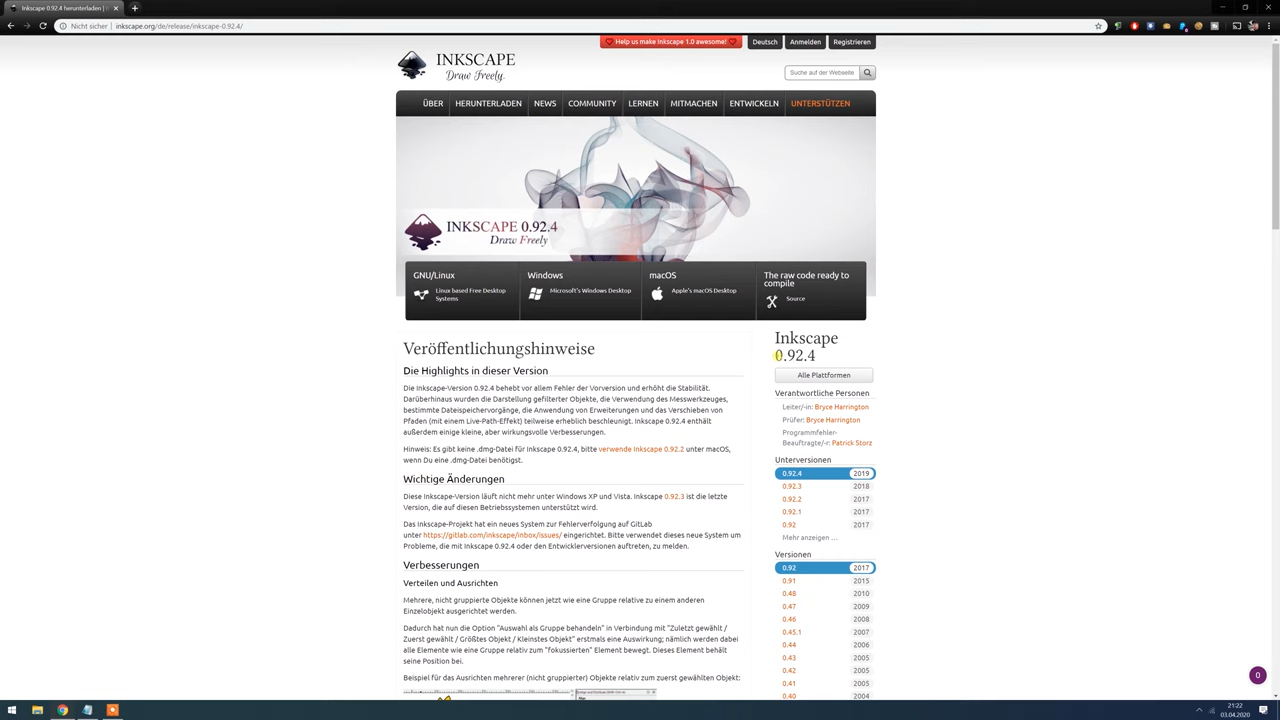 Inkscape 0.92.4 herunterladen |
Nicht sicher | inkscape.org/de/release/inkscape-0.92.4/
Help us make Inkscape 1.0 awesome!
Deutsch
Anmelden
Registrieren
INKSCAPE
Draw Freely.
Suche auf der Webseite
ÜBER
HERUNTERLADEN
NEWS
COMMUNITY
LERNEN
MITMACHEN
ENTWICKELN
UNTERSTÜTZEN
INKSCAPE 0.92.4
Draw Freely
GNU/Linux
Linux based Free Desktop
Systems
Windows
Microsoft's Windows Desktop
macOS
Apple's macOS Desktop
The raw code ready to
compile
Source
Veröffentlichungshinweise
Die Highlights in dieser Version
Die Inkscape-Version 0.92.4 behebt vor allem Fehler der Vorversion und erhöht die Stabilität.
Darüberhinaus wurden die Darstellung gefilterter Objekte, die Verwendung des Messwerkzeuges,
bestimmte Dateispeichervorgänge, die Anwendung von Erweiterungen und das Verschieben von
Pfaden (mit einem Live-Path-Effekt) teilweise erheblich beschleunigt. Inkscape 0.92.4 enthält
außerdem einige kleine, aber wirkungsvolle Verbesserungen.
Hinweis: Es gibt keine .dmg-Datei für Inkscape 0.92.4, bitte verwende Inkscape 0.92.2 unter macOS,
wenn Du eine .dmg-Datei benötigst.
Wichtige Änderungen
Diese Inkscape-Version läuft nicht mehr unter Windows XP und Vista. Inkscape 0.92.3 ist die letzte
Version, die auf diesen Betriebssystemen unterstützt wird.
Das Inkscape-Projekt hat ein neues System zur Fehlerverfolgung auf GitLab
unter https://gitlab.com/inkscape/inbox/issues/ eingerichtet. Bitte verwendet dieses neue System um
Probleme, die mit Inkscape 0.92.4 oder den Entwicklerversionen auftreten, zu melden.
Verbesserungen
Verteilen und Ausrichten
Mehrere, nicht gruppierte Objekte können jetzt wie eine Gruppe relative zu einem anderen
Einzelobjekt ausgerichtet werden.
Dadurch hat nun die Option "Auswahl als Gruppe behandeln" in Verbindung mit "Zuletzt gewählt /
Zuerst gewählt / Größtes Objekt / Kleinstes Objekt" erstmals eine Auswirkung; nämlich werden dabei
alle Elemente wie eine Gruppe relativ zum "fokussierten" Element bewegt. Dieses Element behält
seine Position bei.
Beispiel für das Ausrichten mehrerer (nicht gruppierter) Objekte relativ zum zuerst gewählten Objekt:
Inkscape
0.92.4
Alle Plattformen
Verantwortliche Personen
Leiter/-in: Bryce Harrington
Prüfer: Bryce Harrington
Programmfehler-
Beauftragte/-r: Patrick Storz
Unterversionen
0.92.4 2019
0.92.3 2018
0.92.2 2017
0.92.1 2017
0.92 2017
Mehr anzeigen …
Versionen
0.92 2017
0.91 2015
0.48 2010
0.47 2009
0.46 2008
0.45.1 2007
0.44 2006
0.43 2005
0.42 2005
0.41 2005
0.40 2004
0
21:22
03.04.2020